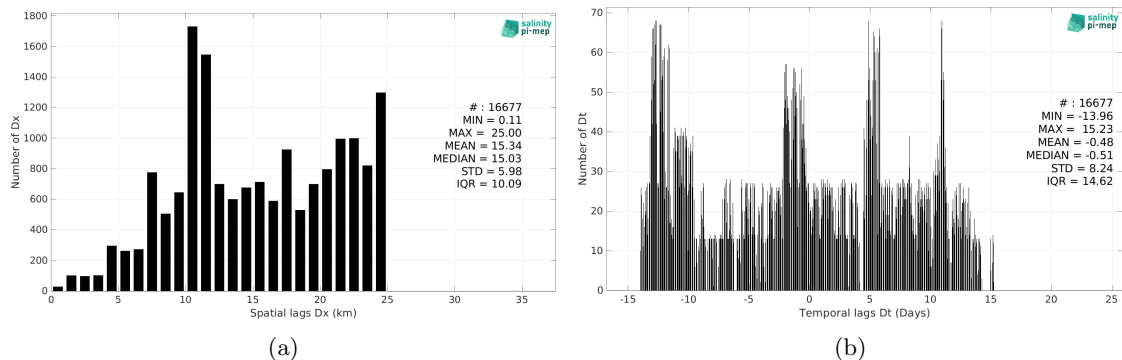 1800
1600
1400
1200
1000
800
600
400
200
0
Number of Dx
0 5 10 15 20 25 30 35
Spatial lags Dx (km)
salinity
pi-mep
# : 16677
MIN = 0.11
MAX = 25.00
MEAN = 15.34
MEDIAN = 15.03
STD = 5.98
IQR = 10.09
(a)
70
60
50
40
30
20
10
0
Number of Dt
-15 -10 -5 0 5 10 15 20 25
Temporal lags Dt (Days)
salinity
pi-mep
# : 16677
MIN = -13.96
MAX = 15.23
MEAN = -0.48
MEDIAN = -0.51
STD = 8.24
IQR = 14.62
(b)